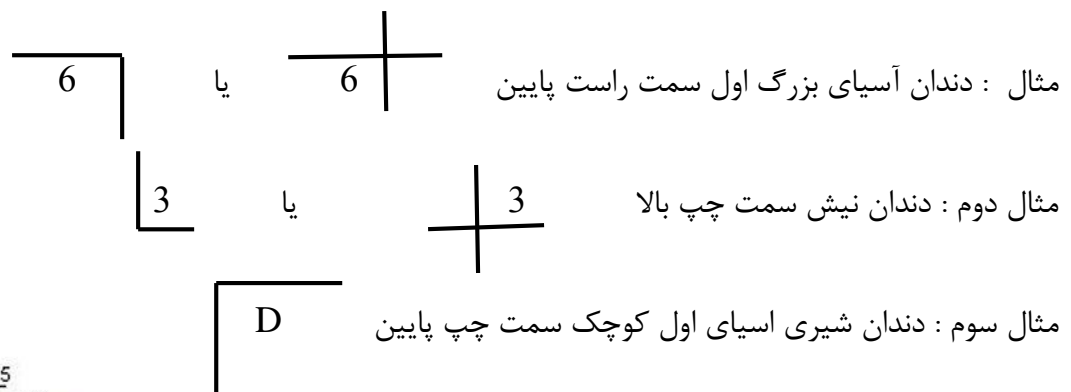 مثال : دندان آسیای بزرگ اول سمت راست پایین 6 یا 6
مثال دوم : دندان نیش سمت چپ بالا 3 یا 3
مثال سوم : دندان شیری اسیای اول کوچک سمت چپ پایین D
5